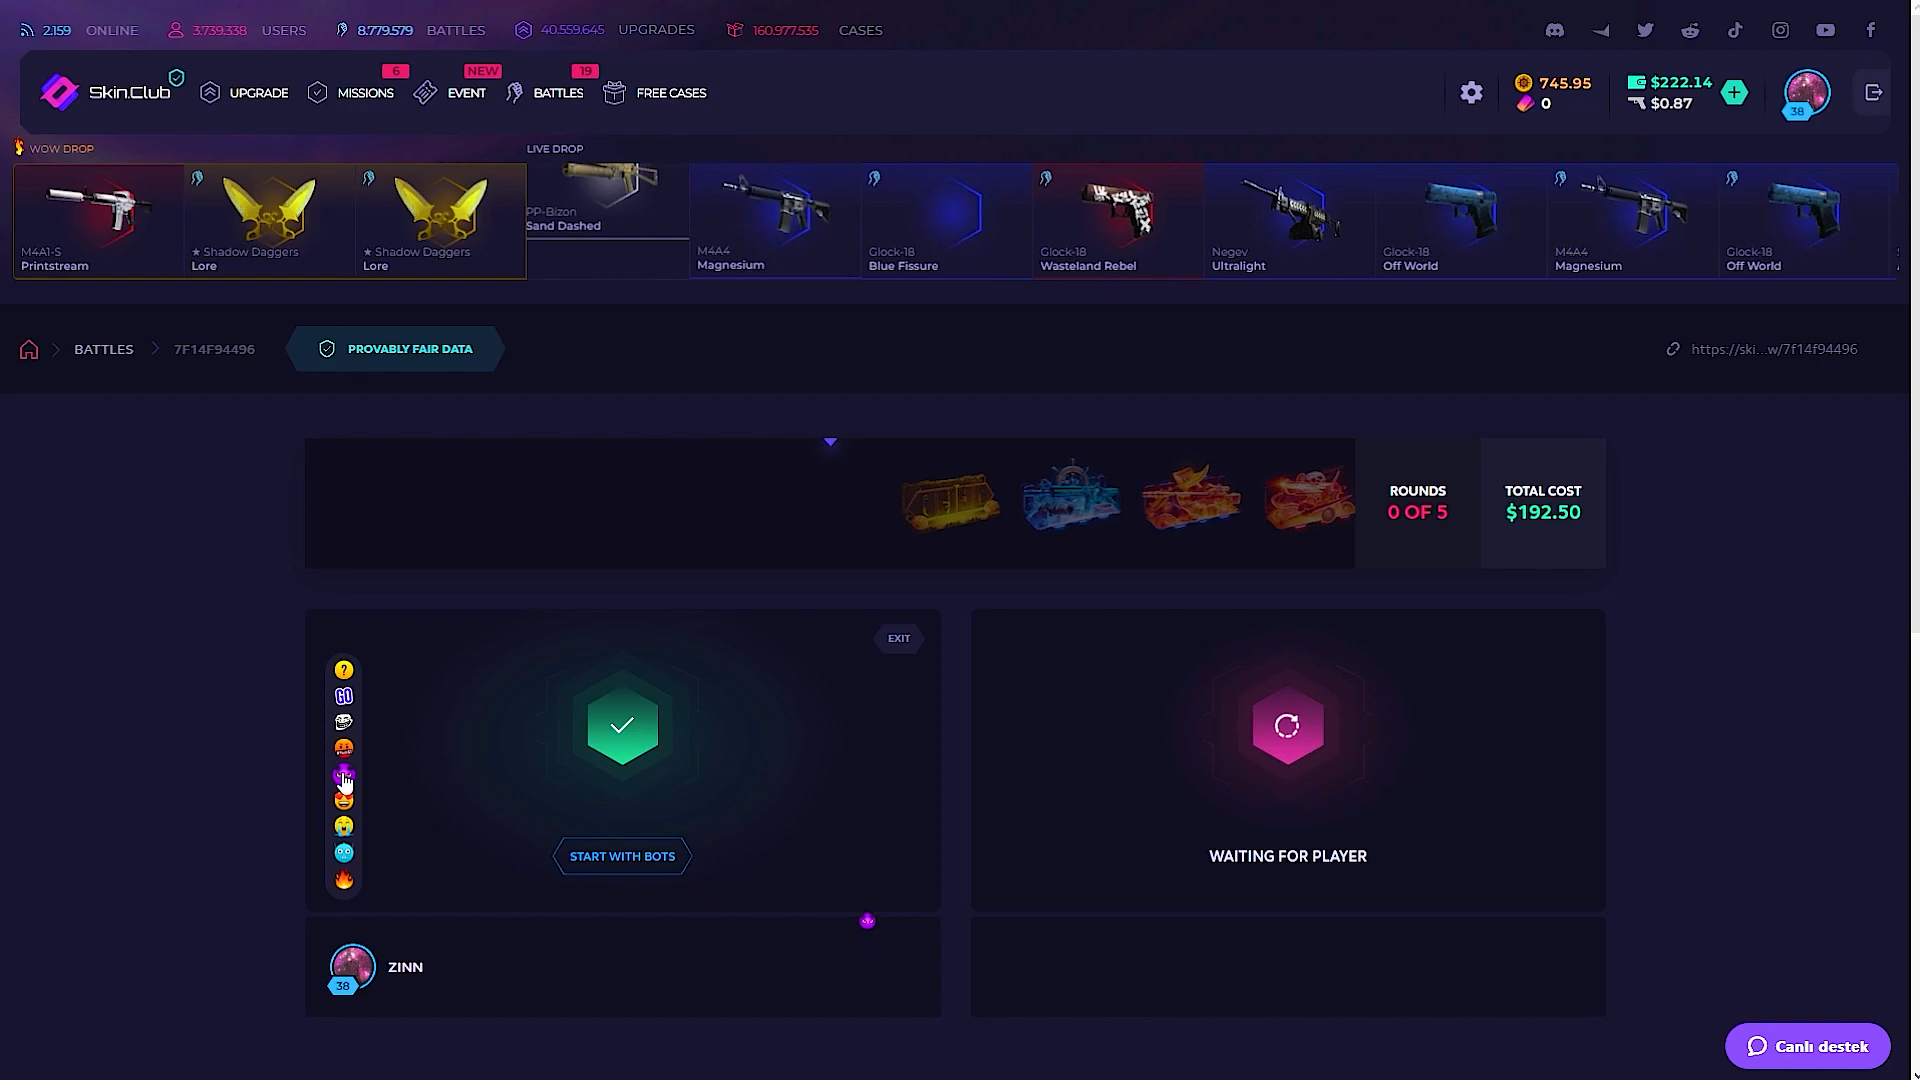 2.159 ONLINE 3.739.338 USERS 8.779.579 BATTLES 40.559.645 UPGRADES 160.977.535 CASES
Skin.Club UPGRADE 6 MISSIONS NEW EVENT 19 BATTLES FREE CASES
745.95
0
$222.14
$0.87
38
WOW DROP
LIVE DROP
M4A1-S
Printstream
★ Shadow Daggers
Lore
★ Shadow Daggers
Lore
PP-Bizon
Sand Dashed
M4A4
Magnesium
Glock-18
Blue Fissure
Glock-18
Wasteland Rebel
Negev
Ultralight
Glock-18
Off World
M4A4
Magnesium
Glock-18
Off World
BATTLES 7F14F94496 PROVABLY FAIR DATA
https://ski...w/7f14f94496
ROUNDS
0 OF 5
TOTAL COST
$192.50
EXIT
GO
START WITH BOTS
WAITING FOR PLAYER
ZINN
38
Canlı destek